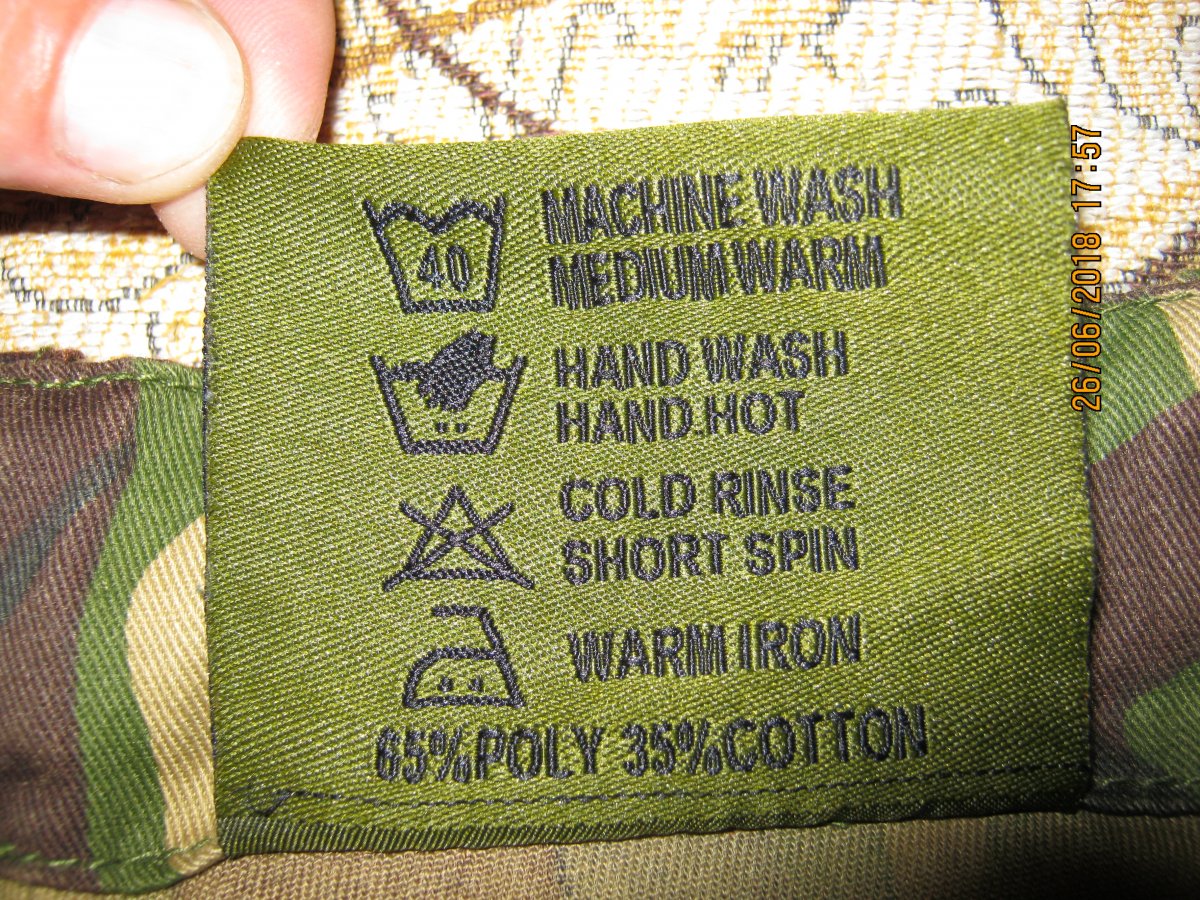 40
MACHINE WASH
MEDIUM WARM
HAND WASH
HAND HOT
COLD RINSE
SHORT SPIN
WARM IRON
65%POLY 35%COTTON
26/06/2018 17:57